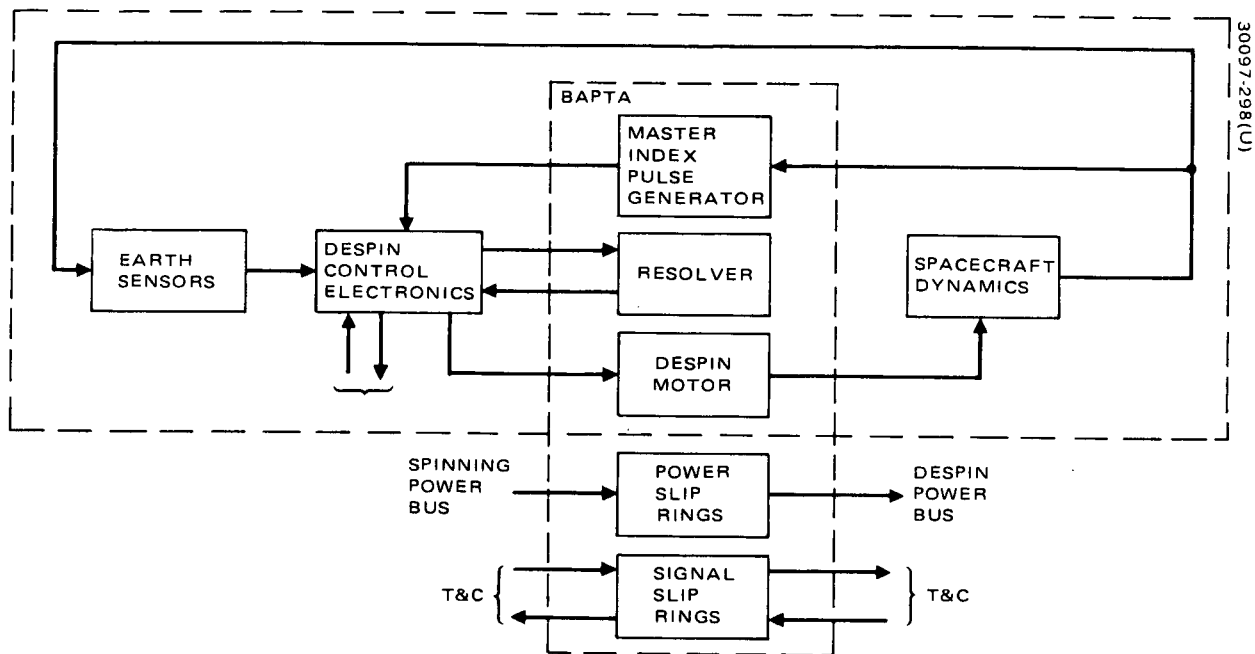 30097-298(U)
BAPTA
MASTER
INDEX
PULSE
GENERATOR
EARTH
SENSORS
DESPIN
CONTROL
ELECTRONICS
RESOLVER
SPACECRAFT
DYNAMICS
DESPIN
MOTOR
SPINNING
POWER
BUS
POWER
SLIP
RINGS
DESPIN
POWER
BUS
T&C
SIGNAL
SLIP
RINGS
T&C